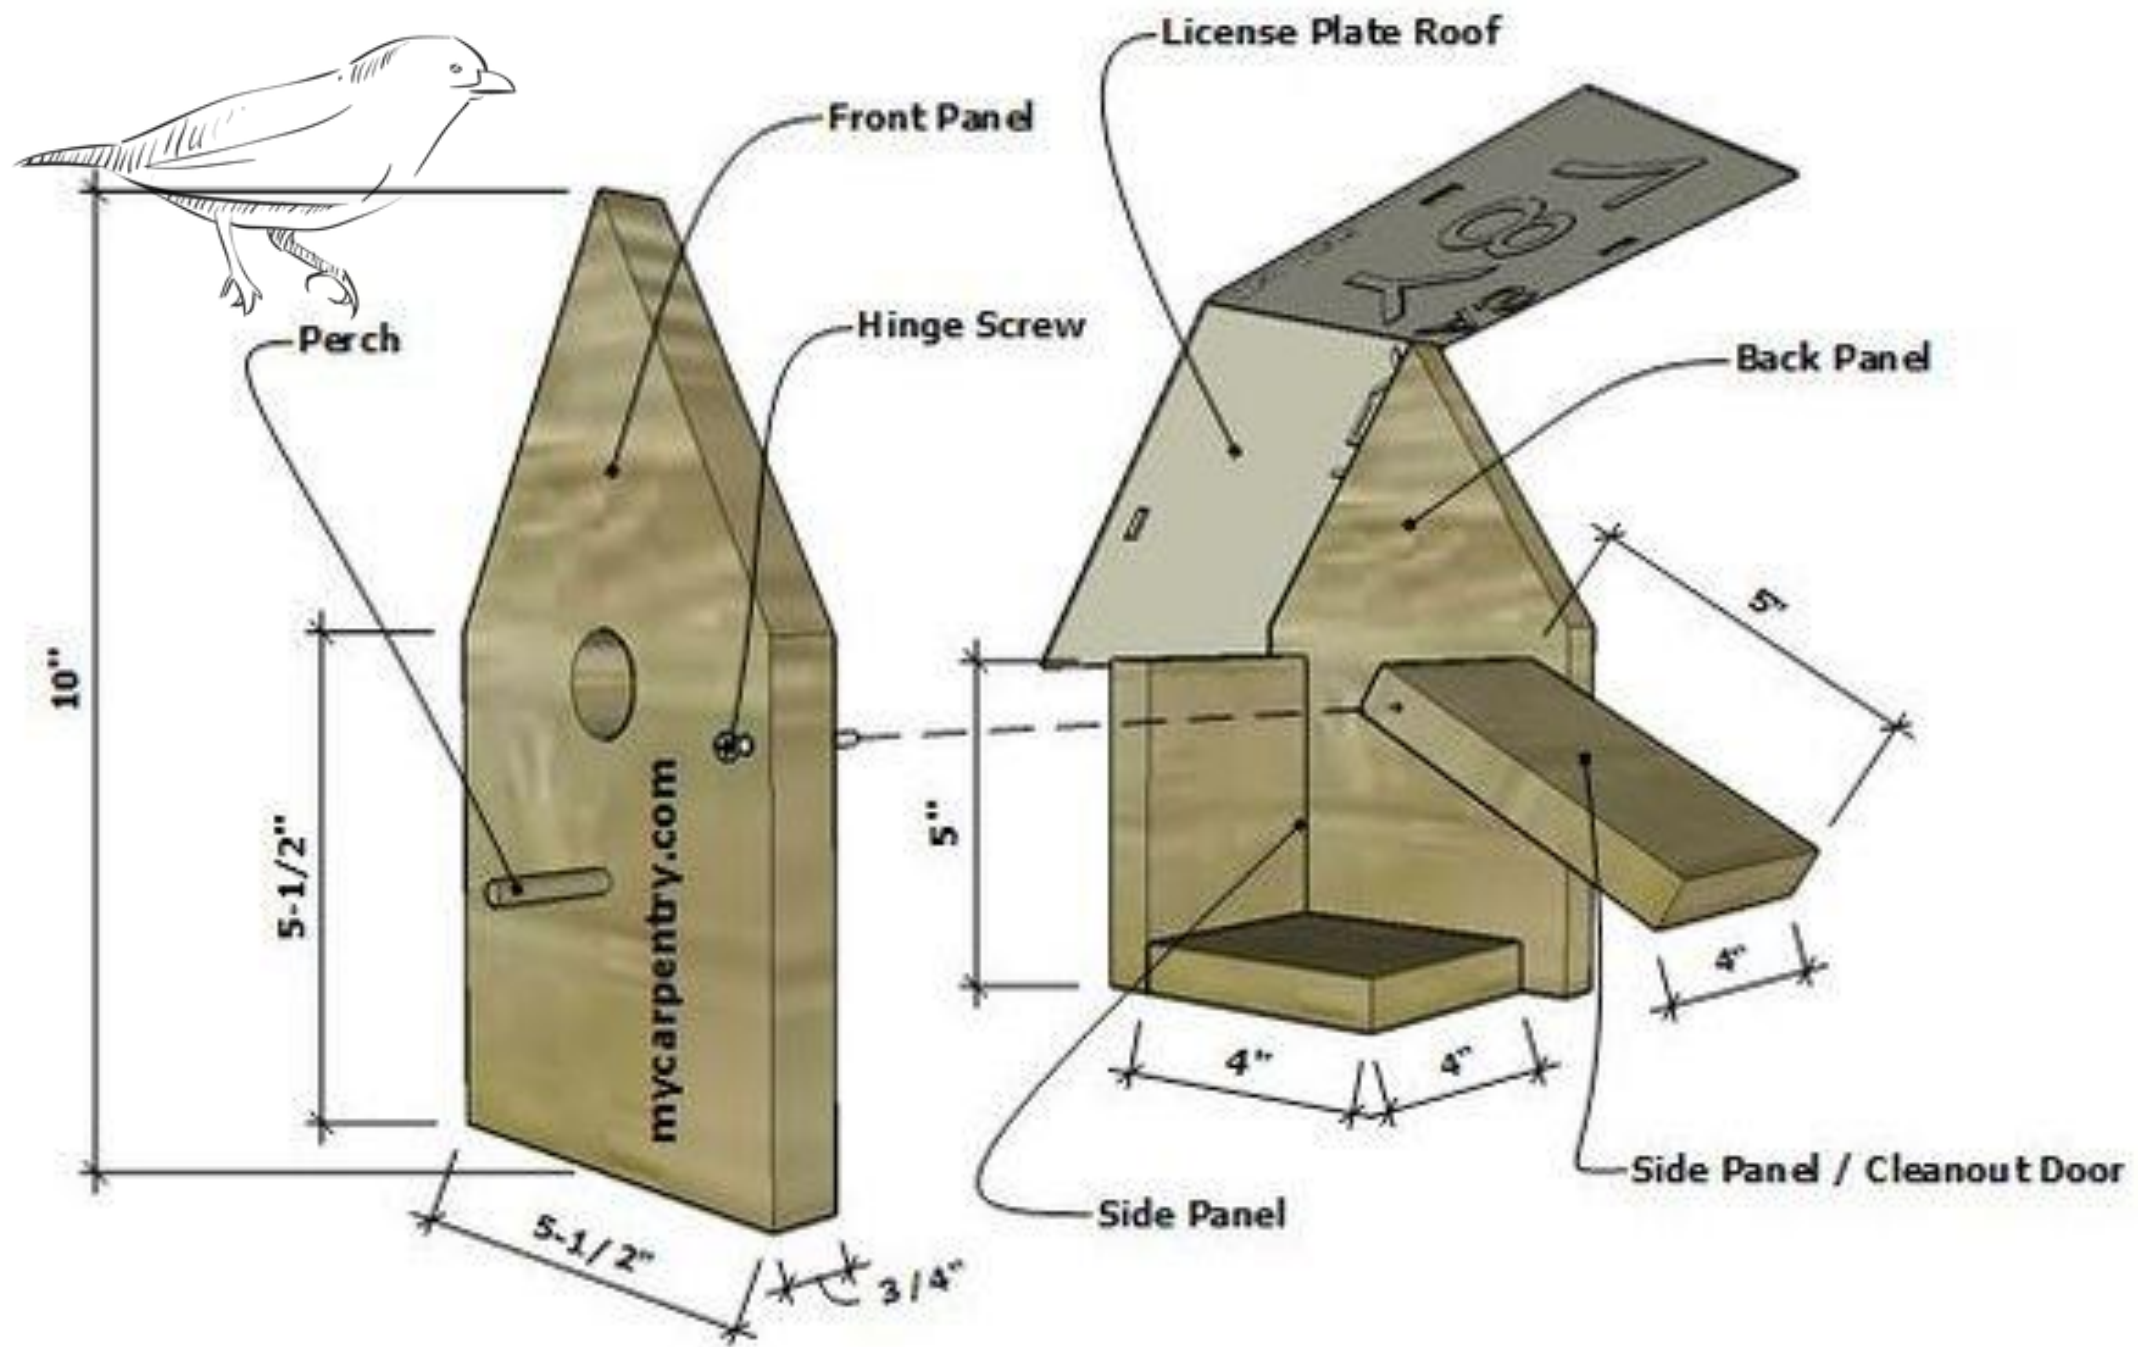 License Plate Roof
Front Panel
Perch
Hinge Screw
Back Panel
10"
5-1/2"
mycarpentry.com
5"
5"
4"
4"
4"
Side Panel / Cleanout Door
Side Panel
5-1/2"
3/4"